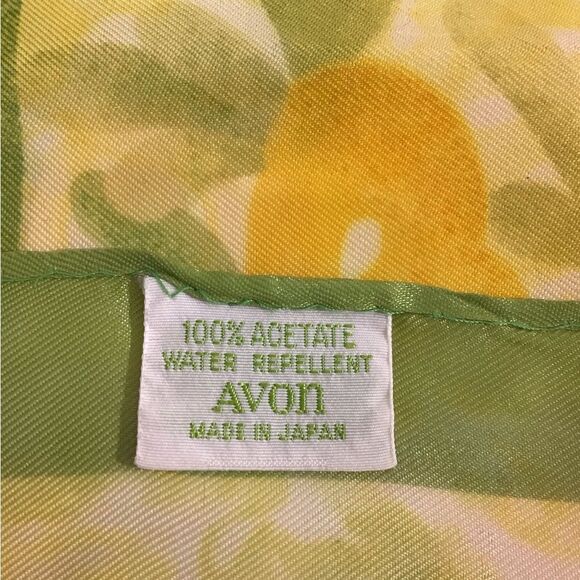 100% ACETATE
WATER REPELLENT
AVON
MADE IN JAPAN